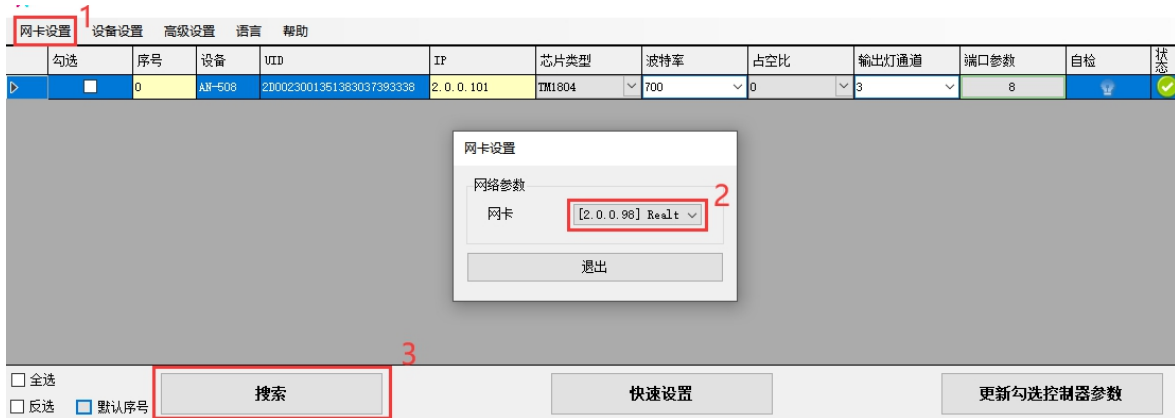 1
网卡设置 设备设置 高级设置 语言 帮助
勾选 序号 设备 UID IP 芯片类型 波特率 占空比 输出灯通道 端口参数 自检 状态
0 AN-508 2D0023001351383037393338 2.0.0.101 TM1804 700 0 3 8
网卡设置
网络参数
2
网卡 [2.0.0.98] Realt
退出
3
全选
搜索 快速设置 更新勾选控制器参数
反选 默认序号